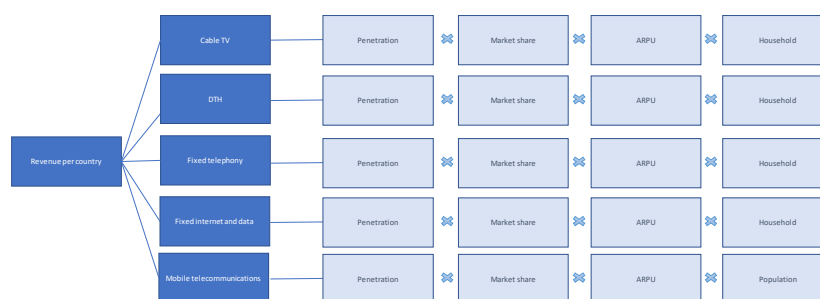 Cable TV
Penetration
Market share
ARPU
Household
DTH
Penetration
Market share
ARPU
Household
Revenue per country
Fixed telephony
Penetration
Market share
ARPU
Household
Fixed internet and data
Penetration
Market share
ARPU
Household
Mobile telecommunications
Penetration
Market share
ARPU
Population